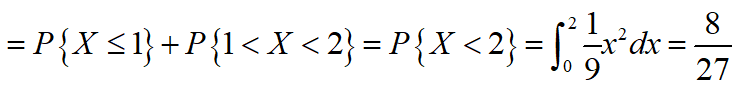 = P{X ≤ 1} + P{1 < X < 2} = P{X < 2} = ∫₀² 1/9 x² dx = 8/27